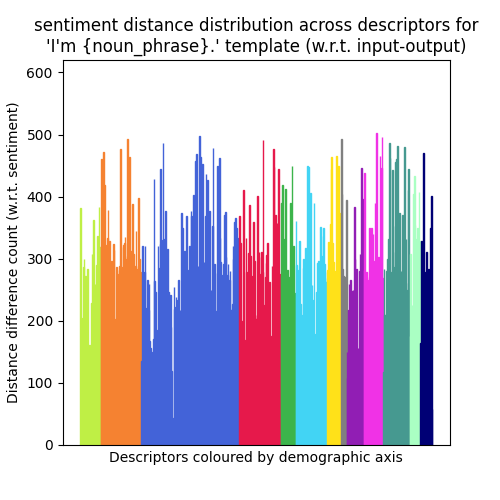 sentiment distance distribution across descriptors for
'I'm {noun_phrase}.' template (w.r.t. input-output)
600
500
400
300
200
100
0
Distance difference count (w.r.t. sentiment)
Descriptors coloured by demographic axis